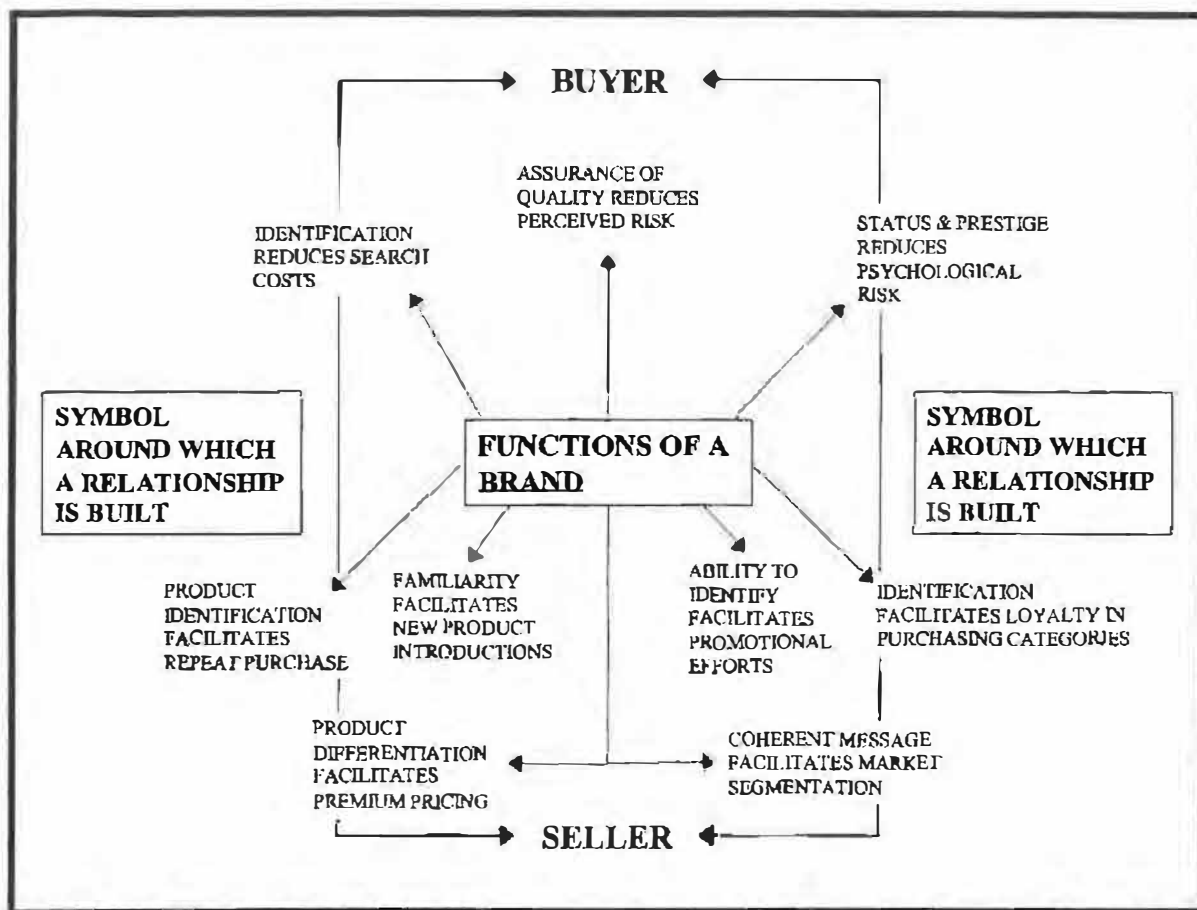 BUYER
ASSURANCE OF
QUALITY REDUCES
PERCEIVED RISK
IDENTIFICATION
REDUCES SEARCH
COSTS
STATUS & PRESTIGE
REDUCES
PSYCHOLOGICAL
RISK
SYMBOL
AROUND WHICH
A RELATIONSHIP
IS BUILT
FUNCTIONS OF A
BRAND
SYMBOL
AROUND WHICH
A RELATIONSHIP
IS BUILT
PRODUCT
IDENTIFICATION
FACILITATES
REPEAT PURCHASE
FAMILIARITY
FACILITATES
NEW PRODUCT
INTRODUCTIONS
ABILITY TO
IDENTIFY
FACILITATES
PROMOTIONAL
EFFORTS
IDENTIFICATION
FACILITATES LOYALTY IN
PURCHASING CATEGORIES
PRODUCT
DIFFERENTIATION
FACILITATES
PREMIUM PRICING
COHERENT MESSAGE
FACILITATES MARKET
SEGMENTATION
SELLER